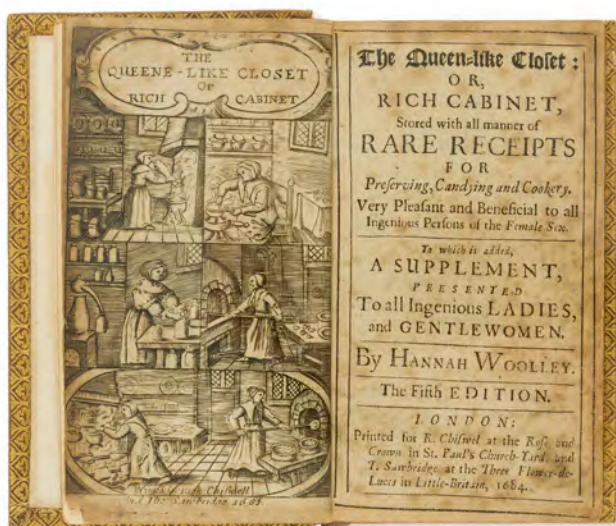 THE
QUEENE-LIKE CLOSET
OR
RICH CABINET
The Queen-like Closet:
OR,
RICH CABINET,
Stored with all manner of
RARE RECEIPTS
FOR
Preserving, Candying and Cookery.
Very Pleasant and Beneficial to all
Ingenious Persons of the Female Sex.
To which is added,
A SUPPLEMENT,
PRESENTED
To all Ingenious LADIES,
and GENTLEWOMEN.
By HANNAH WOOLLEY.
The Fifth EDITION.
LONDON:
Printed for R. Chiswel at the Rose and
Crown in St. Paul's Church-Yard, and
T. Sawbridge at the Three Flower-de-
Luces in Little-Britain, 1684.